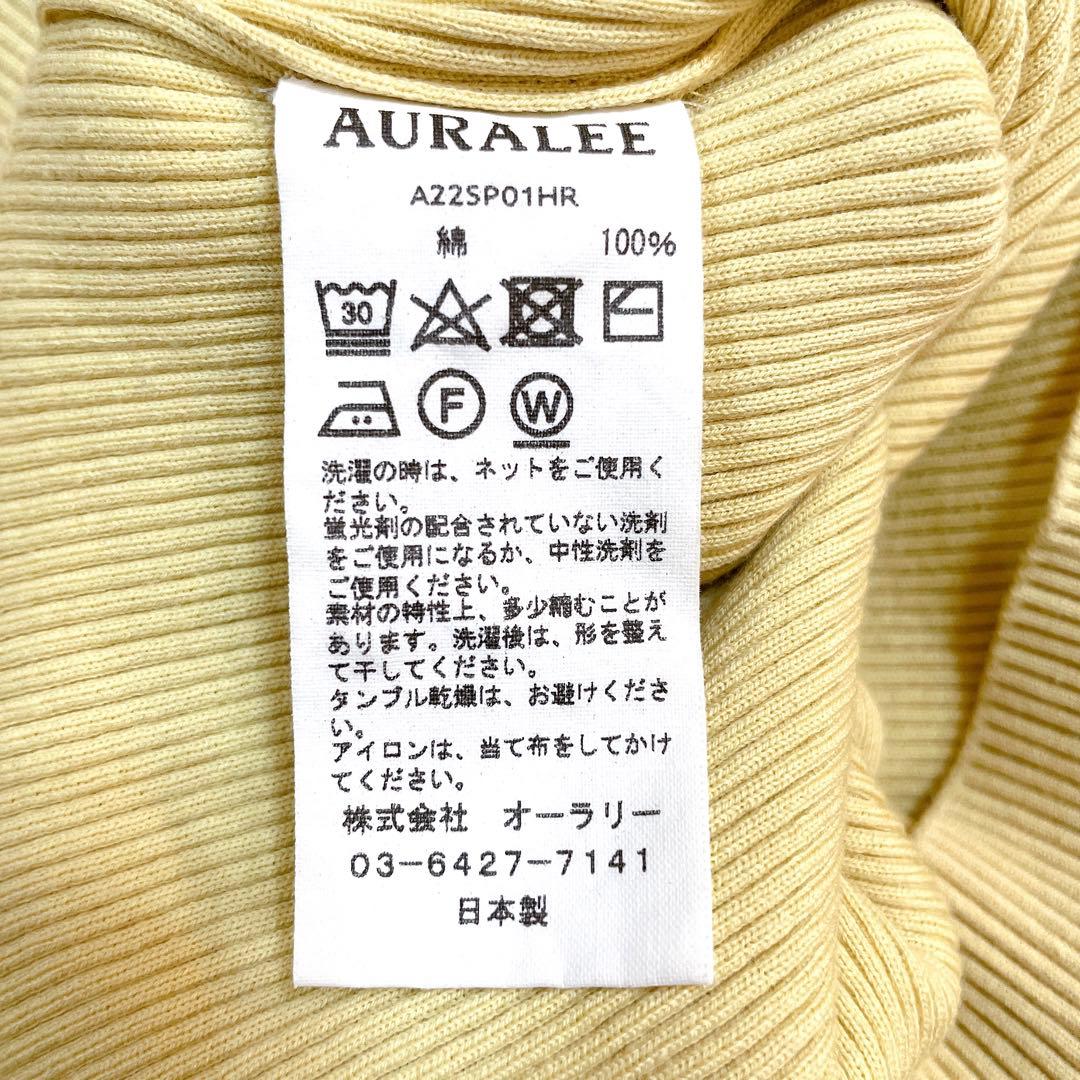 AURALEE
A22SP01HR
綿 100%
30
F W
洗濯の時は、ネットをご使用く
ださい。
蛍光剤の配合されていない洗剤
をご使用になるか、中性洗剤を
ご使用ください。
素材の特性上、多少縮むことが
あります。洗濯後は、形を整え
て干してください。
タンブル乾燥は、お避けくださ
い。
アイロンは、当て布をしてかけ
てください。
株式会社 オーラリー
03-6427-7141
日本製